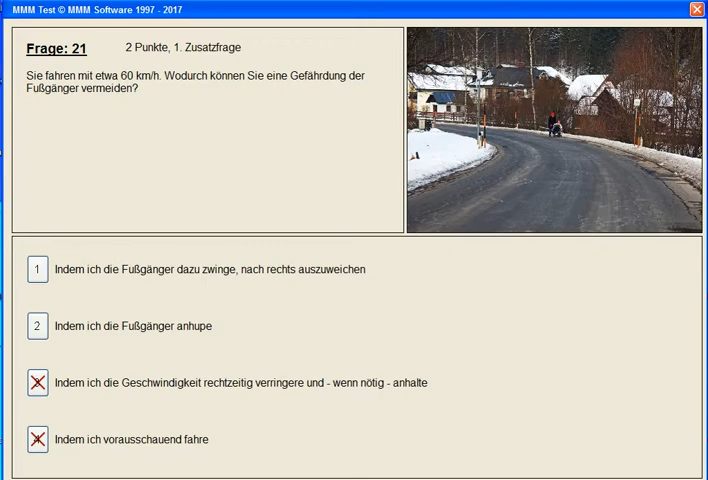 MMM Test © MMM Software 1997 - 2017
Frage: 21 2 Punkte, 1. Zusatzfrage
Sie fahren mit etwa 60 km/h. Wodurch können Sie eine Gefährdung der
Fußgänger vermeiden?
1 Indem ich die Fußgänger dazu zwinge, nach rechts auszuweichen
2 Indem ich die Fußgänger anhupe
3 Indem ich die Geschwindigkeit rechtzeitig verringere und - wenn nötig - anhalte
4 Indem ich vorausschauend fahre